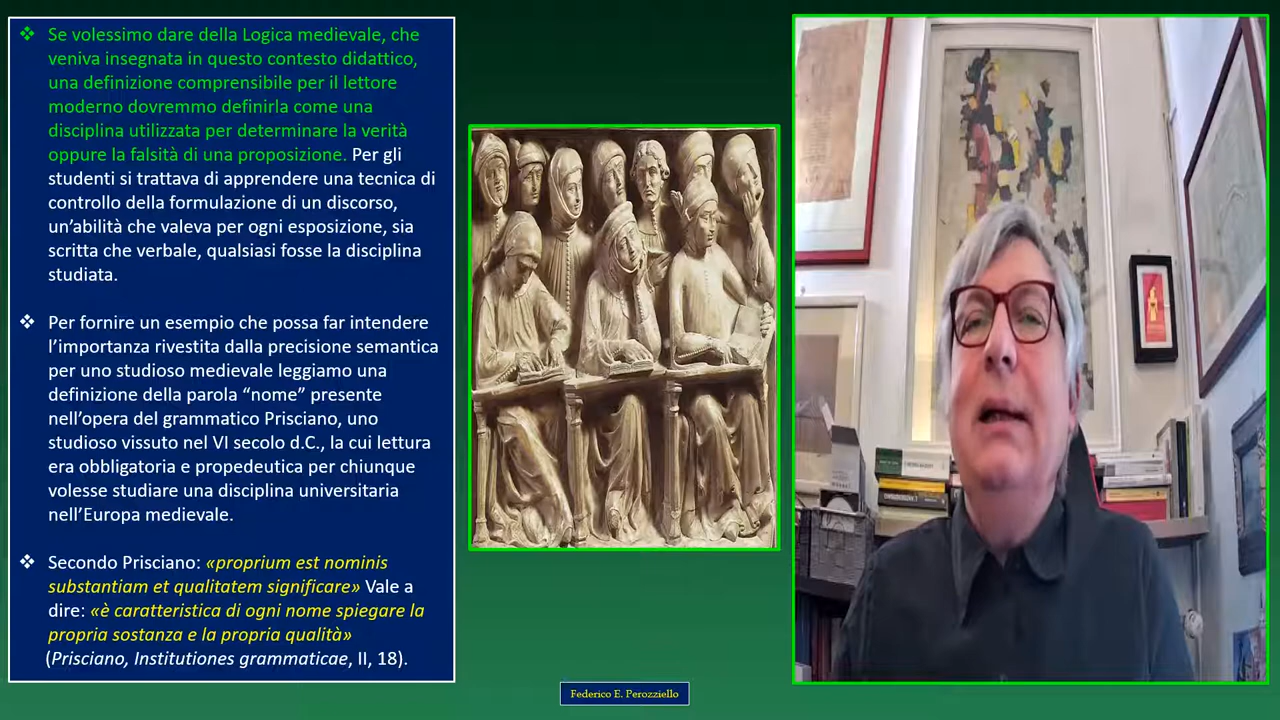 ❖ Se volessimo dare della Logica medievale, che
veniva insegnata in questo contesto didattico,
una definizione comprensibile per il lettore
moderno dovremmo definirla come una
disciplina utilizzata per determinare la verità
oppure la falsità di una proposizione. Per gli
studenti si trattava di apprendere una tecnica di
controllo della formulazione di un discorso,
un’abilità che valeva per ogni esposizione, sia
scritta che verbale, qualsiasi fosse la disciplina
studiata.
❖ Per fornire un esempio che possa far intendere
l’importanza rivestita dalla precisione semantica
per uno studioso medievale leggiamo una
definizione della parola “nome” presente
nell’opera del grammatico Prisciano, uno
studioso vissuto nel VI secolo d.C., la cui lettura
era obbligatoria e propedeutica per chiunque
volesse studiare una disciplina universitaria
nell’Europa medievale.
❖ Secondo Prisciano: «proprium est nominis
substantiam et qualitatem significare» Vale a
dire: «è caratteristica di ogni nome spiegare la
propria sostanza e la propria qualità»
(Prisciano, Institutiones grammaticae, II, 18).
Federico E. Perozziello